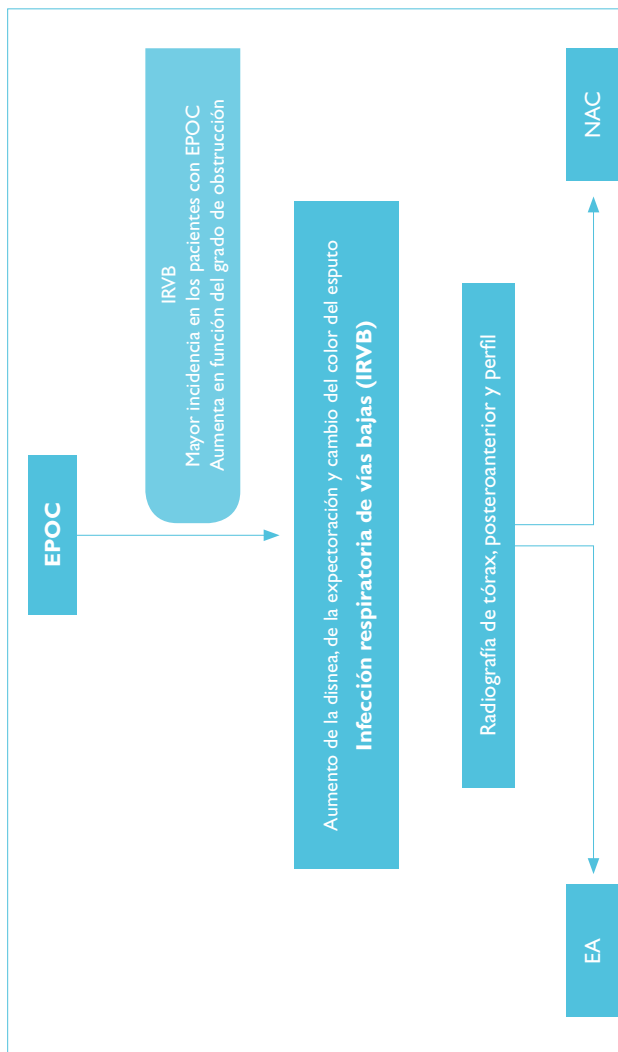 EPOC
IRVB
Mayor incidencia en los pacientes con EPOC
Aumenta en función del grado de obstrucción
Aumento de la disnea, de la expectoración y cambio del color del esputo
Infección respiratoria de vías bajas (IRVB)
Radiografía de tórax, posteroanterior y perfil
EA
NAC